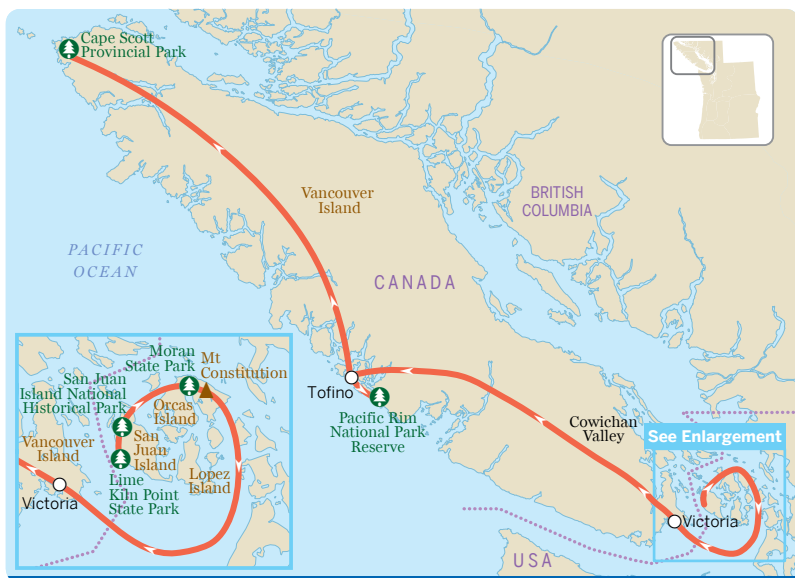 Cape Scott
Provincial Park
Vancouver
Island
BRITISH
COLUMBIA
PACIFIC
OCEAN
CANADA
Tofino
Pacific Rim
National Park
Reserve
Cowichan
Valley
See Enlargement
Victoria
USA
Moran
State Park
Mt
Constitution
San Juan
Island National
Historical Park
Orcas
Island
Vancouver
Island
San
Juan
Island
Lopez
Island
Lime
Kiln Point
State Park
Victoria